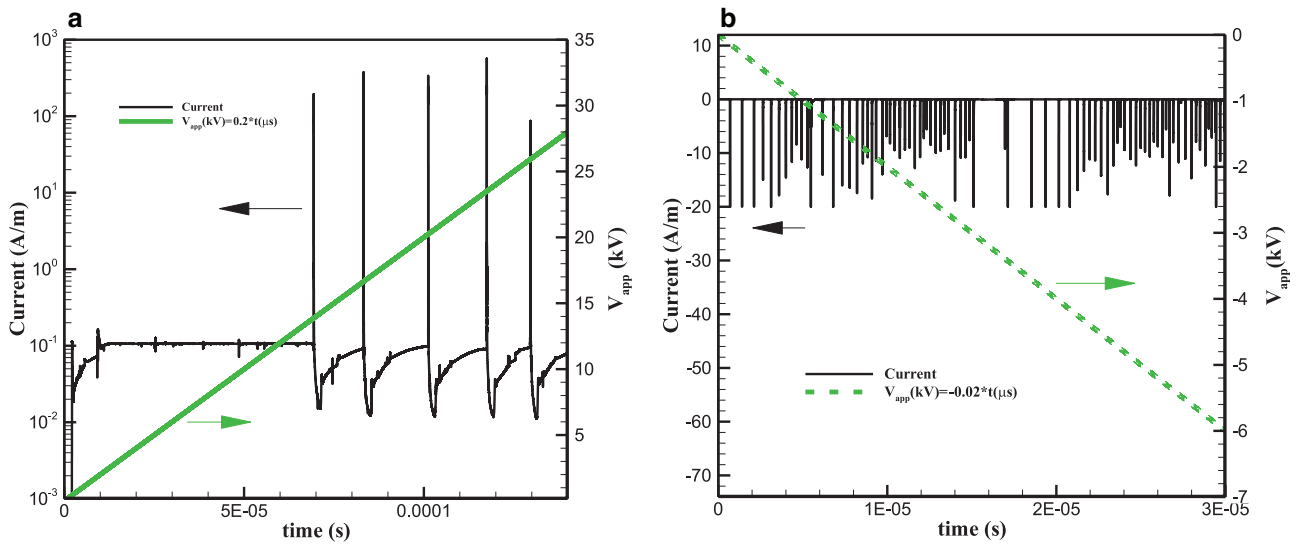 a
10³
10²
10¹
10⁰
10⁻¹
10⁻²
10⁻³
Current (A/m)
Current
V_app(kV)=0.2*t(μs)
35
30
25
20
15
10
5
V_app (kV)
0
5E-05
0.0001
time (s)
b
10
0
-10
-20
-30
-40
-50
-60
-70
Current (A/m)
Current
V_app(kV)=-0.02*t(μs)
0
-1
-2
-3
-4
-5
-6
-7
V_app (kV)
0
1E-05
2E-05
3E-05
time (s)